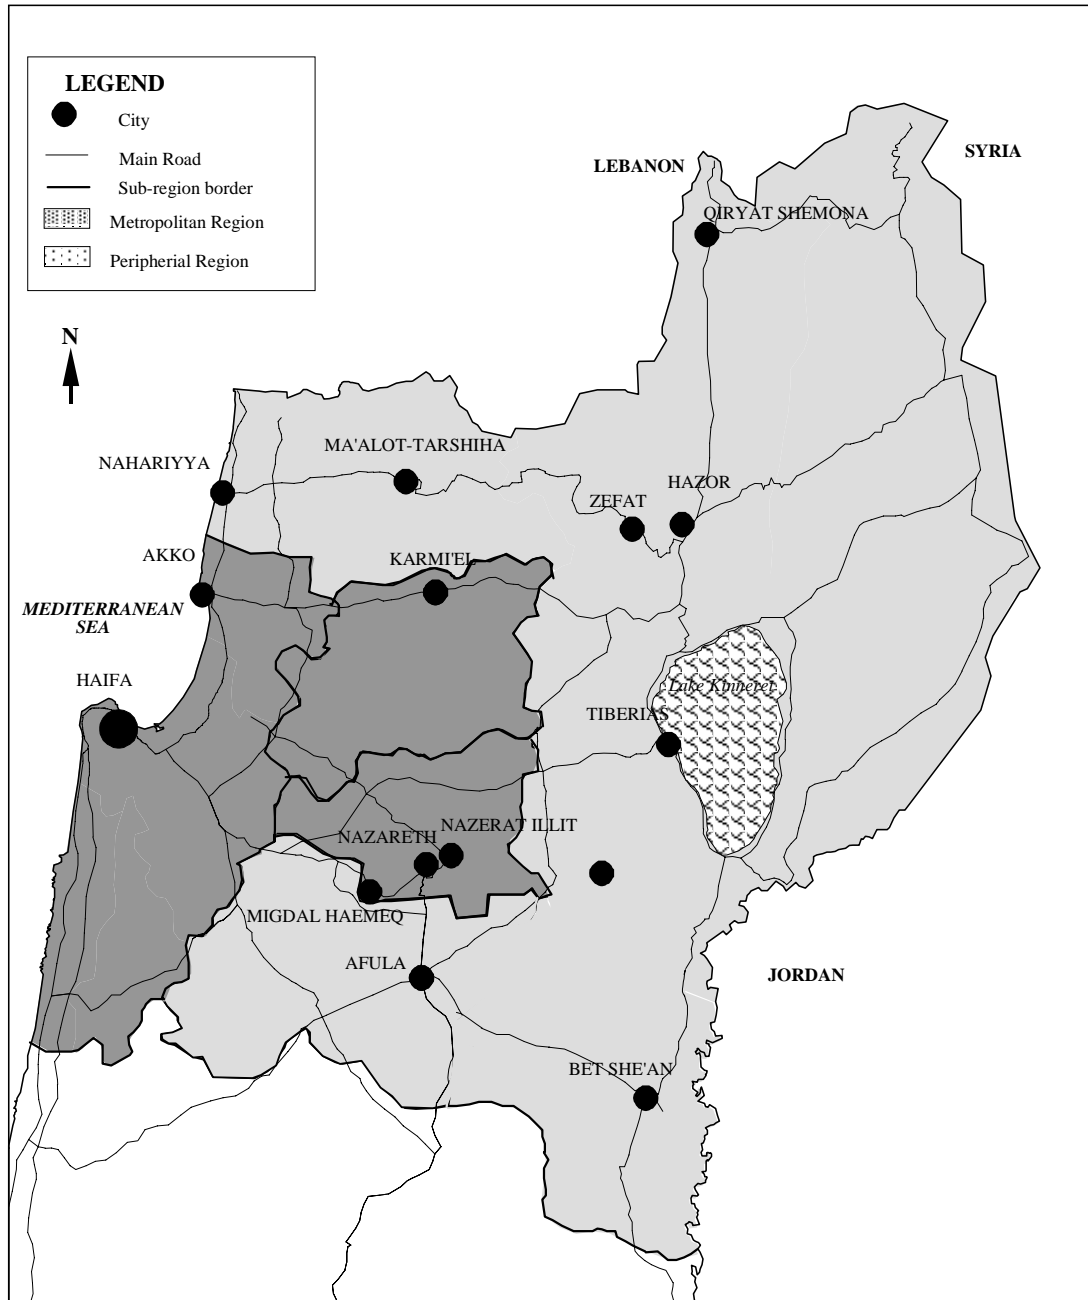 LEGEND
City
Main Road
Sub-region border
Metropolitan Region
Peripherial Region
N
LEBANON
SYRIA
QIRYAT SHEMONA
MA'ALOT-TARSHIHA
NAHARIYYA
HAZOR
ZEFAT
AKKO
KARMI'EL
MEDITERRANEAN
SEA
HAIFA
Lake Kinneret
TIBERIAS
NAZERAT ILLIT
NAZARETH
MIGDAL HAEMEQ
AFULA
JORDAN
BET SHE'AN